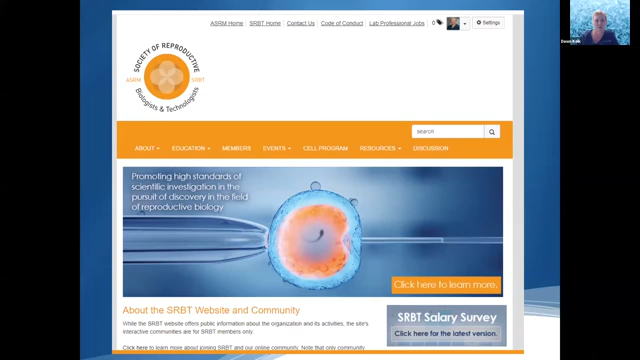 ASRM Home SRBT Home Contact Us Code of Conduct Lab Professional Jobs 0 Settings
SOCIETY OF REPRODUCTIVE
ASRM SRBT
Biologists & Technologists
search
ABOUT EDUCATION MEMBERS EVENTS CELL PROGRAM RESOURCES DISCUSSION
Promoting high standards of
scientific investigation in the
pursuit of discovery in the field
of reproductive biology
Click here to learn more.
About the SRBT Website and Community
While the SRBT website offers public information about the organization and its activities, the site's
interactive communities are for SRBT members only.
Click here to learn more about joining SRBT and our online community. Note that only community
SRBT Salary Survey
Click here for the latest version.